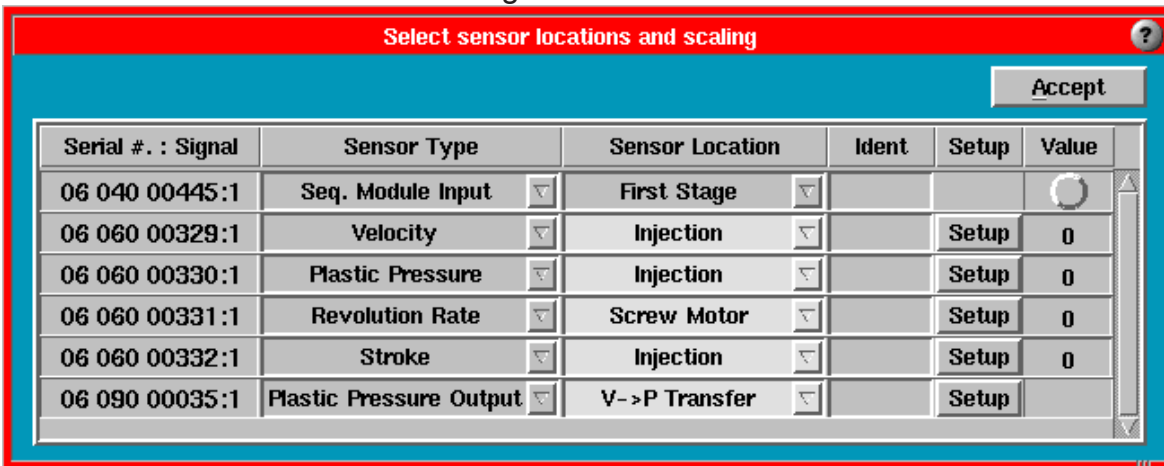 Select sensor locations and scaling ?
Accept
Serial #. : Signal Sensor Type Sensor Location Ident Setup Value
06 040 00445:1 Seq. Module Input First Stage
06 060 00329:1 Velocity Injection Setup 0
06 060 00330:1 Plastic Pressure Injection Setup 0
06 060 00331:1 Revolution Rate Screw Motor Setup 0
06 060 00332:1 Stroke Injection Setup 0
06 090 00035:1 Plastic Pressure Output V->P Transfer Setup